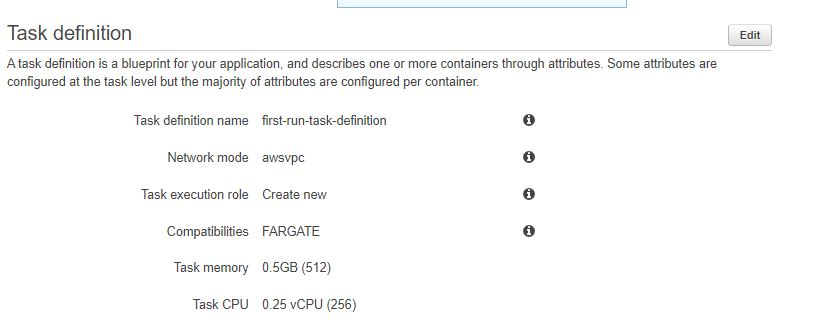 Task definition
Edit
A task definition is a blueprint for your application, and describes one or more containers through attributes. Some attributes are
configured at the task level but the majority of attributes are configured per container.
Task definition name first-run-task-definition
Network mode awsvpc
Task execution role Create new
Compatibilities FARGATE
Task memory 0.5GB (512)
Task CPU 0.25 vCPU (256)